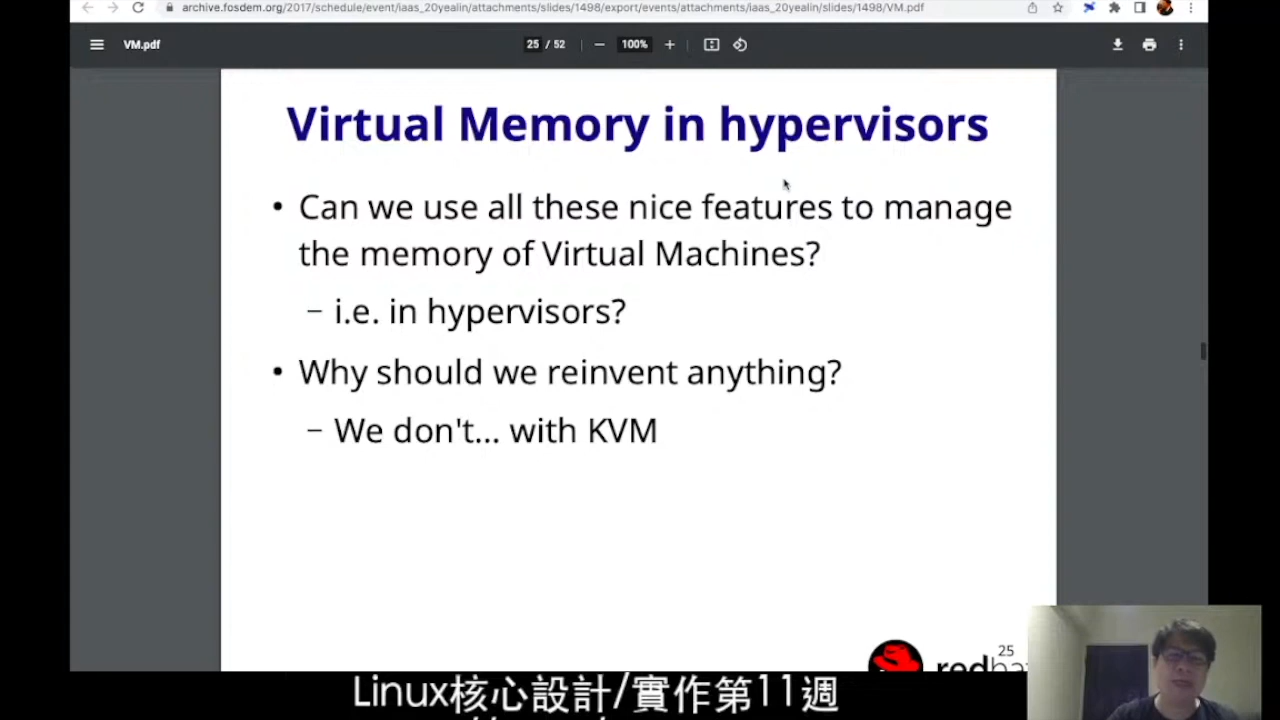 archive.fosdem.org/2017/schedule/event/iaas_20yealin/attachments/slides/1498/export/events/attachments/iaas_20yealin/slides/1498/VM.pdf
VM.pdf
25 / 52
100%
Virtual Memory in hypervisors
• Can we use all these nice features to manage
the memory of Virtual Machines?
– i.e. in hypervisors?
• Why should we reinvent anything?
– We don't... with KVM
25
redha
Linux核心設計/實作第11週